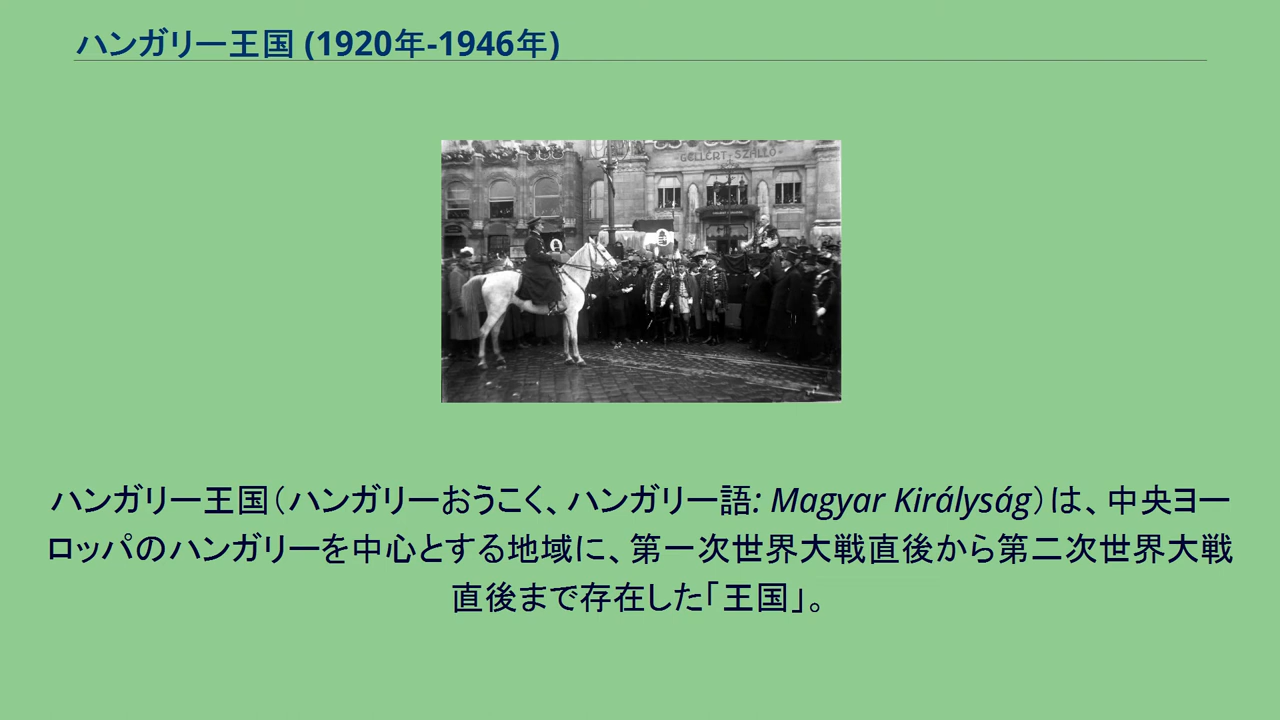 ハンガリー王国 (1920年-1946年)
GELLÉRT-SZÁLLÓ
ハンガリー王国（ハンガリーおうこく、ハンガリー語: Magyar Királyság）は、中央ヨー
ロッパのハンガリーを中心とする地域に、第一次世界大戦直後から第二次世界大戦
直後まで存在した「王国」。